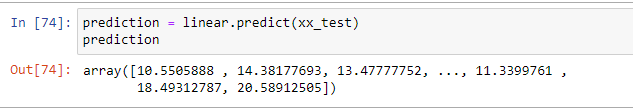 In [74]: prediction = linear.predict(xx_test)
prediction
Out[74]: array([10.5505888 , 14.38177693, 13.47777752, ..., 11.3399761 ,
18.49312787, 20.58912505])